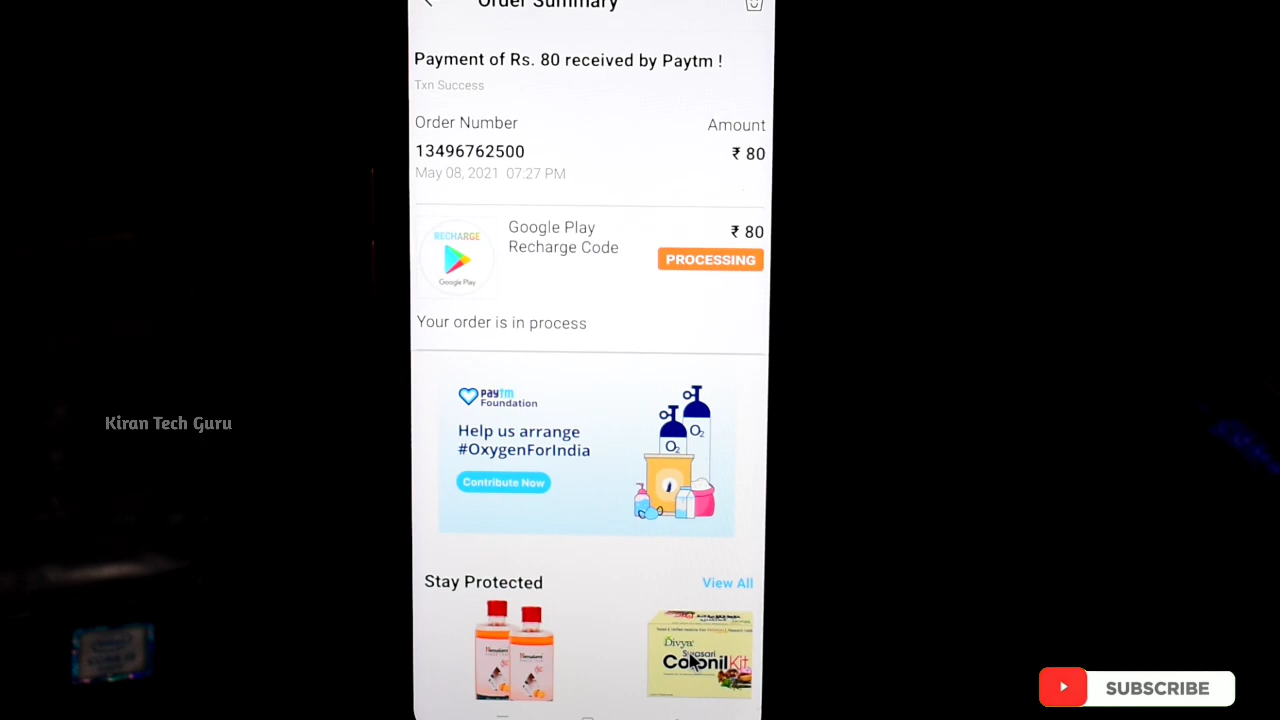 Order Summary
Payment of Rs. 80 received by Paytm !
Txn Success
Order Number
Amount
13496762500
₹ 80
May 08, 2021 07:27 PM
RECHARGE
Google Play
Google Play
Recharge Code
₹ 80
PROCESSING
Your order is in process
paytm
Foundation
Help us arrange
#OxygenForIndia
Contribute Now
O2
O2
Kiran Tech Guru
Stay Protected
View All
Himalaya
Divya
Swasari
Coronil Kit
SUBSCRIBE